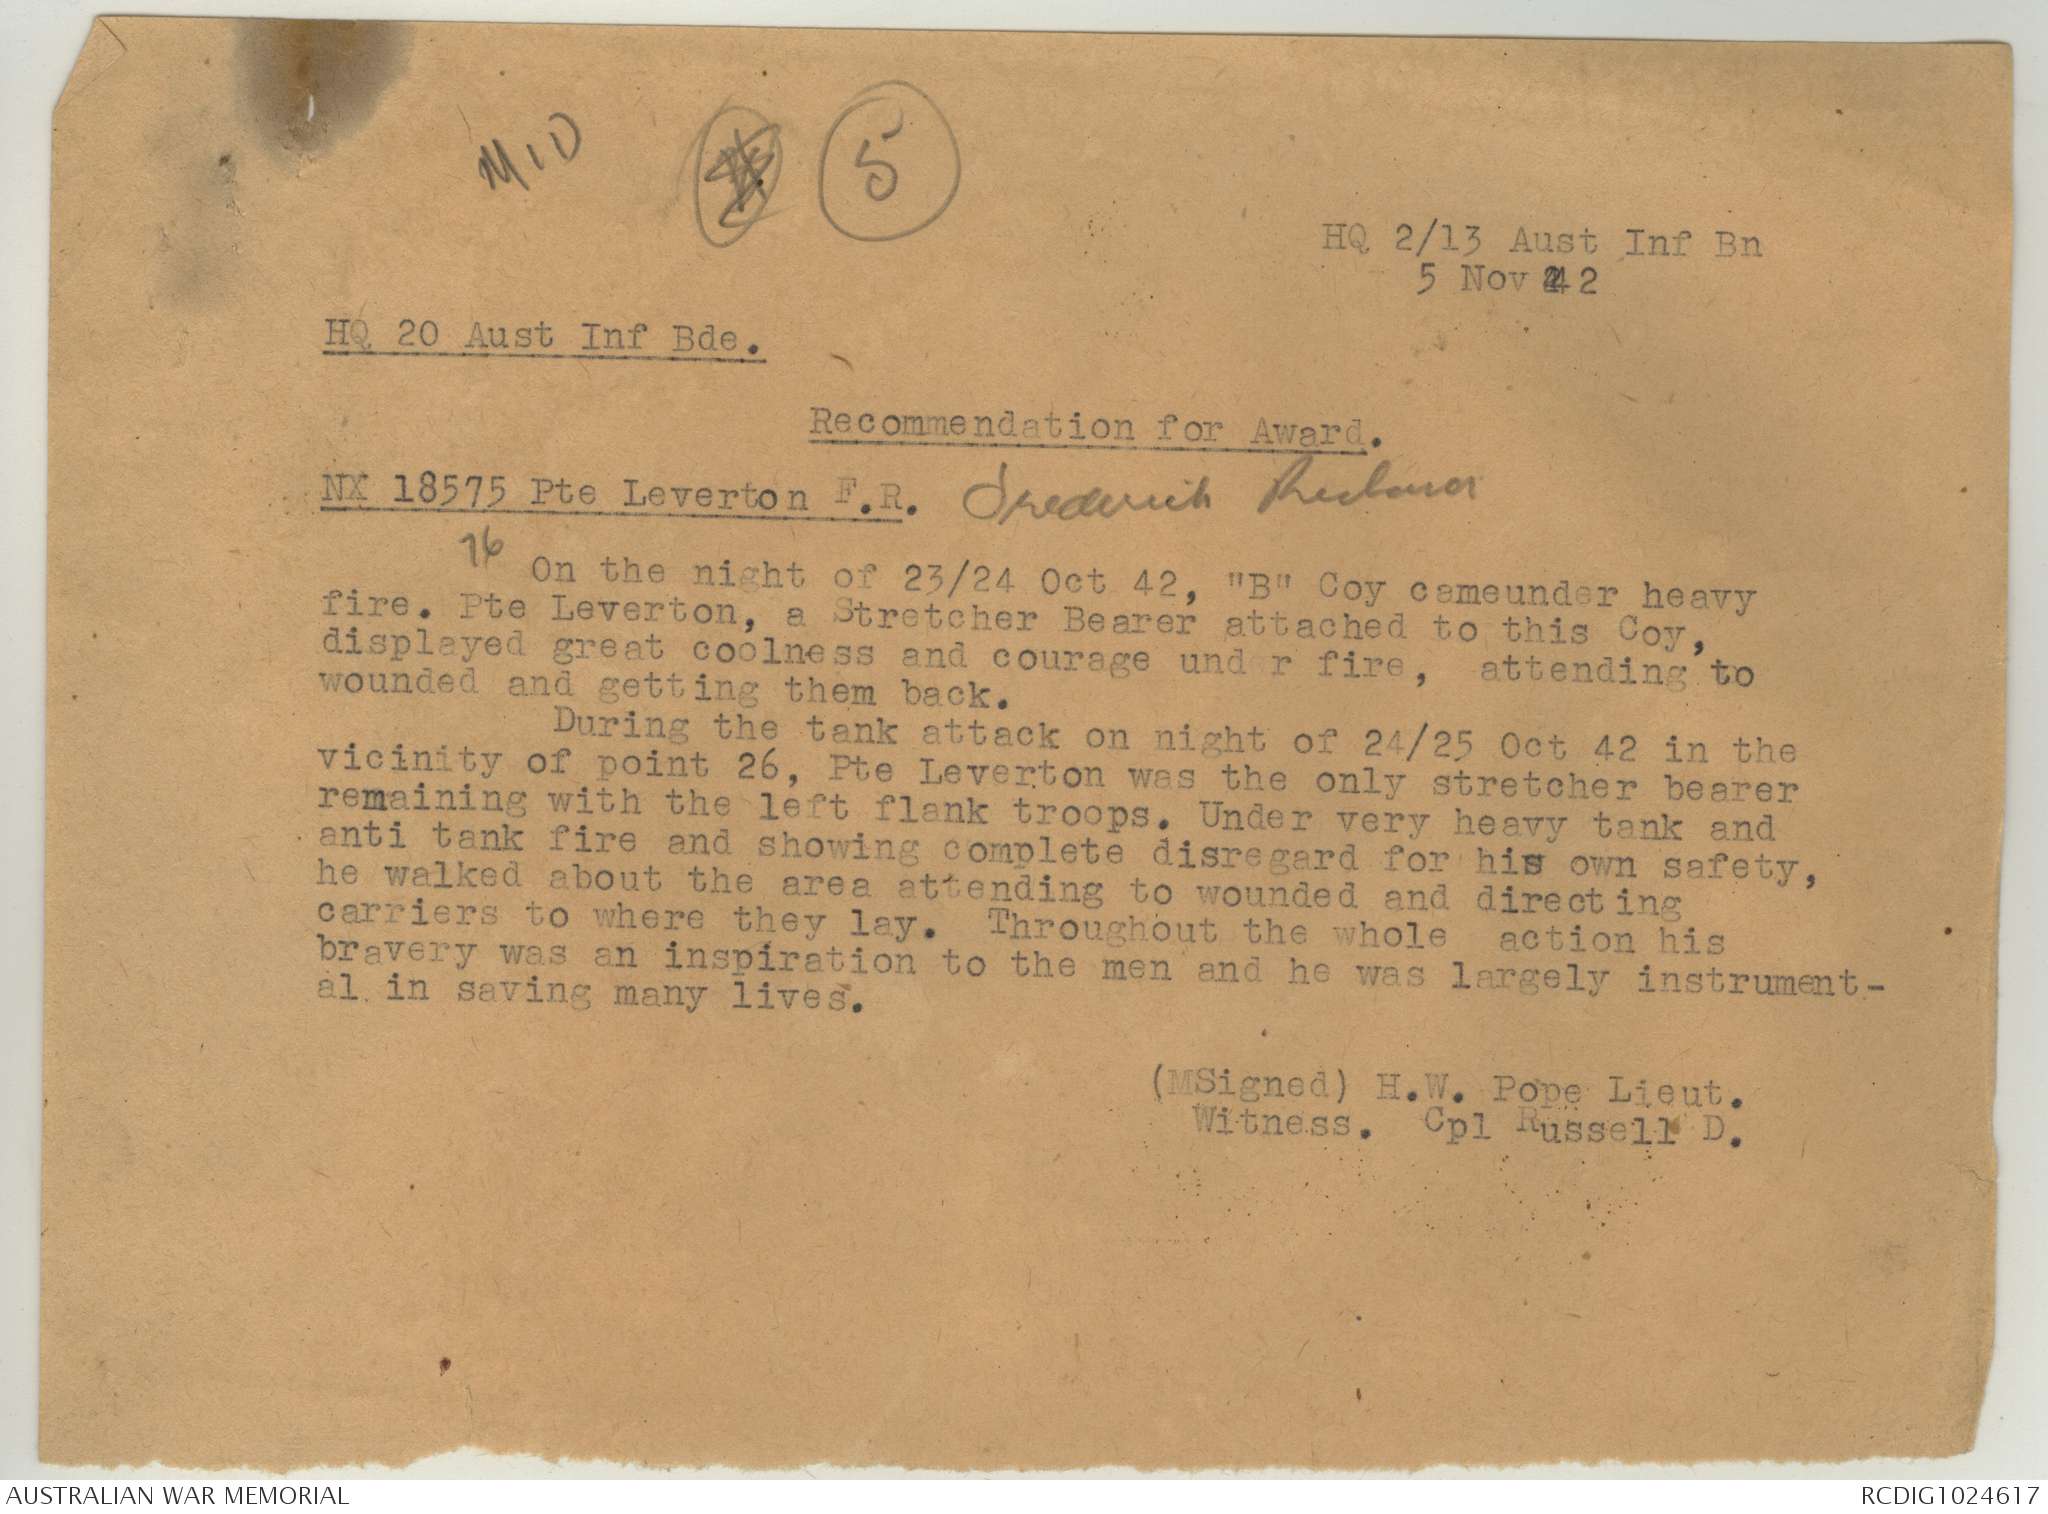 MID
5
HQ 2/13 Aust Inf Bn
5 Nov 42
HQ 20 Aust Inf Bde.
Recommendation for Award.
NX 18575 Pte Leverton F.R. Frederick Richard
76
On the night of 23/24 Oct 42, "B" Coy cameunder heavy
fire. Pte Leverton, a Stretcher Bearer attached to this Coy,
displayed great coolness and courage und r fire, attending to
wounded and getting them back.
During the tank attack on night of 24/25 Oct 42 in the
vicinity of point 26, Pte Leverton was the only stretcher bearer
remaining with the left flank troops. Under very heavy tank and
anti tank fire and showing complete disregard for his own safety,
he walked about the area attending to wounded and directing
carriers to where they lay. Throughout the whole action his
bravery was an inspiration to the men and he was largely instrument-
al in saving many lives.
(MSigned) H.W. Pope Lieut.
Witness. Cpl Russell D.
AUSTRALIAN WAR MEMORIAL
RCDIG1024617